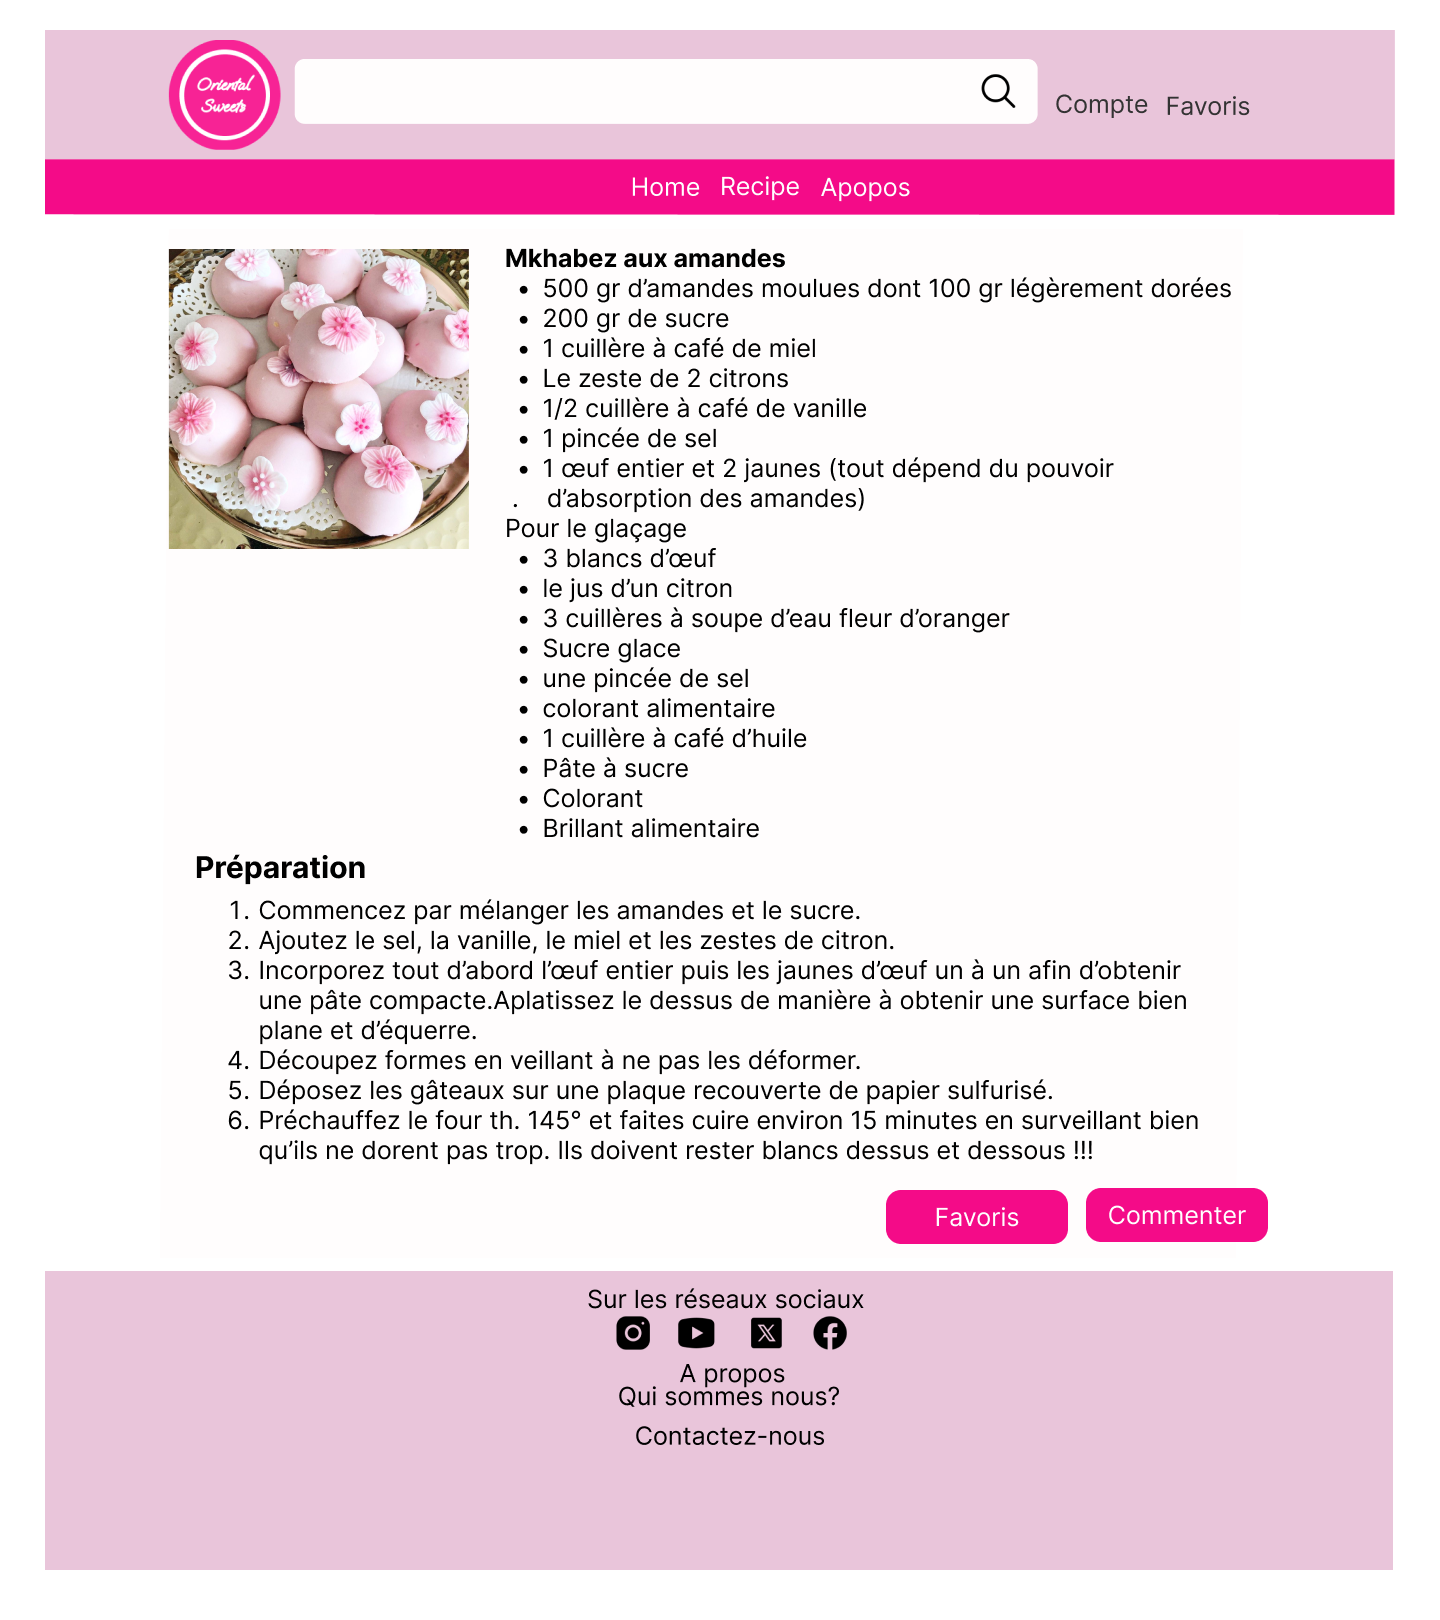 Oriental
Sweets
Compte
Favoris
Home
Recipe
Apopos
Mkhabez aux amandes
• 500 gr d’amandes moulues dont 100 gr légèrement dorées
• 200 gr de sucre
• 1 cuillère à café de miel
• Le zeste de 2 citrons
• 1/2 cuillère à café de vanille
• 1 pincée de sel
• 1 œuf entier et 2 jaunes (tout dépend du pouvoir
. d’absorption des amandes)
Pour le glaçage
• 3 blancs d’œuf
• le jus d’un citron
• 3 cuillères à soupe d’eau fleur d’oranger
• Sucre glace
• une pincée de sel
• colorant alimentaire
• 1 cuillère à café d’huile
• Pâte à sucre
• Colorant
• Brillant alimentaire
Préparation
1. Commencez par mélanger les amandes et le sucre.
2. Ajoutez le sel, la vanille, le miel et les zestes de citron.
3. Incorporez tout d’abord l’œuf entier puis les jaunes d’œuf un à un afin d’obtenir
une pâte compacte.Aplatissez le dessus de manière à obtenir une surface bien
plane et d’équerre.
4. Découpez formes en veillant à ne pas les déformer.
5. Déposez les gâteaux sur une plaque recouverte de papier sulfurisé.
6. Préchauffez le four th. 145° et faites cuire environ 15 minutes en surveillant bien
qu’ils ne dorent pas trop. Ils doivent rester blancs dessus et dessous !!!
Favoris
Commenter
Sur les réseaux sociaux
A propos
Qui sommes nous?
Contactez-nous